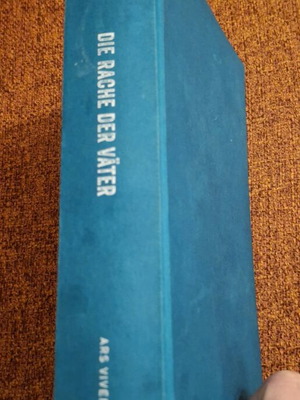 DIE RACHE DER VÄTER
ARS VIVE